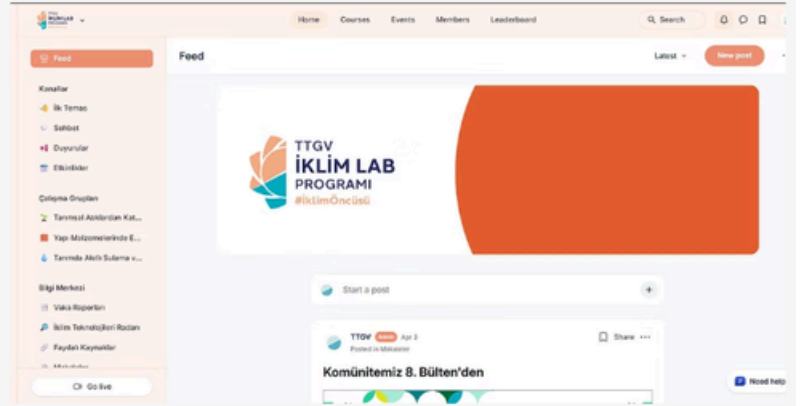 Home Courses Events Members Leaderboard Search
Feed
Feed Latest New post
Kanallar
İlk Temas
Sohbet
Duyurular
Etkinlikler
Çalışma Grupları
Tarımsal Atıklardan Kat...
Yapı Malzemelerinde E...
Tarımda Akıllı Sulama v...
Bilgi Merkezi
Vaka Raporları
İklim Teknolojileri Radarı
Faydalı Kaynaklar
Go live
TTGV
İKLİM LAB
PROGRAMI
#İklimÖncüsü
Start a post
TTGV Apr 3 Share
Posted in Makaleler
Komünitemiz 8. Bülten'den
Need help